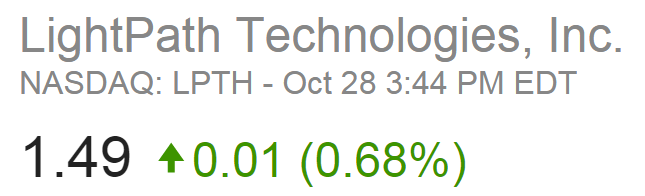 LightPath Technologies, Inc.
NASDAQ: LPTH - Oct 28 3:44 PM EDT
1.49 ↑0.01 (0.68%)